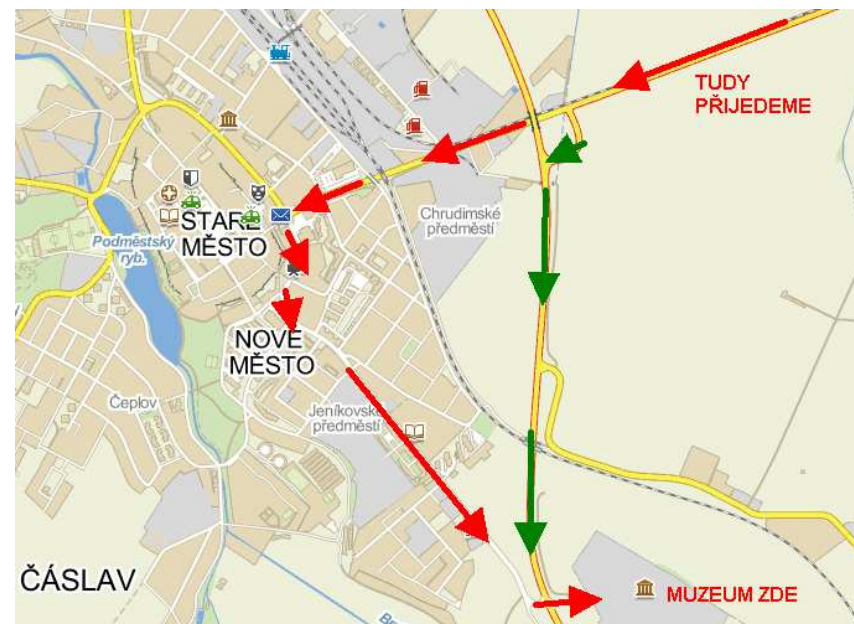 TUDY
PŘIJEDEME
Chrudimské
předměstí
STARÉ
MĚSTO
Podměstský
ryb.
NOVÉ
MĚSTO
Čeplov
Jeníkovské
předměstí
ČÁSLAV
MUZEUM ZDE